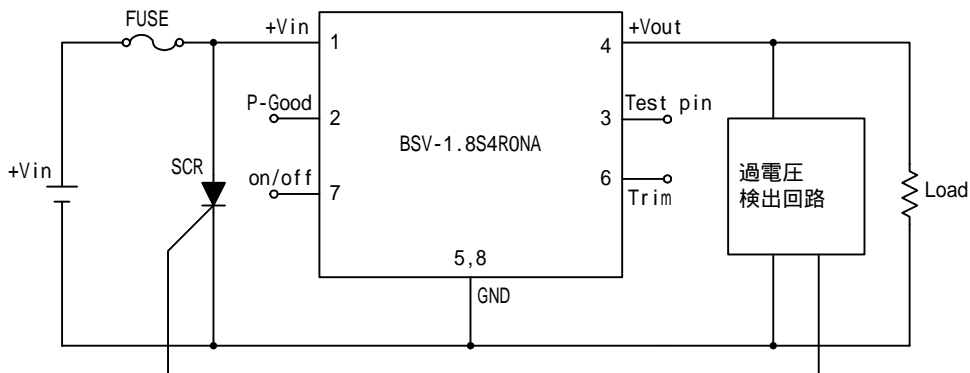 FUSE
+Vin
1
+Vout
4
P-Good
2
Test pin
3
BSV-1.8S4R0NA
+Vin
SCR
on/off
7
6
Trim
過電圧
検出回路
Load
5,8
GND